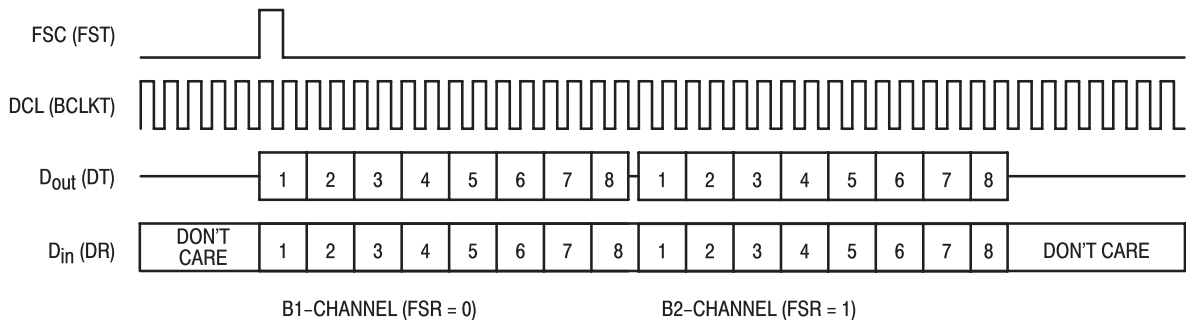 FSC (FST)
DCL (BCLKT)
Dout (DT) 1 2 3 4 5 6 7 8 1 2 3 4 5 6 7 8
Din (DR) DON'T CARE 1 2 3 4 5 6 7 8 1 2 3 4 5 6 7 8 DON'T CARE
B1–CHANNEL (FSR = 0) B2–CHANNEL (FSR = 1)